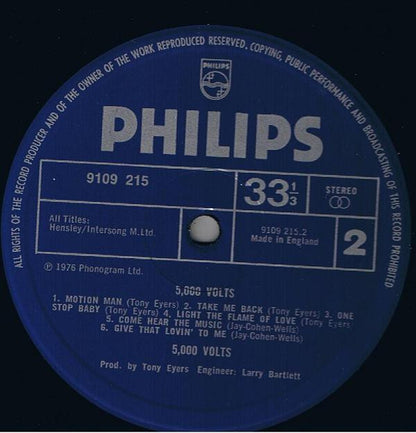 ALL RIGHTS OF THE RECORD PRODUCER AND OF THE OWNER OF THE WORK REPRODUCED RESERVED. COPYING, PUBLIC PERFORMANCE AND BROADCASTING OF THIS RECORD PROHIBITED
PHILIPS
PHILIPS
9109 215
33 1/3
STEREO
All Titles:
Hensley/Intersong M.Ltd.
9109 215.2
Made in England
2
℗ 1976 Phonogram Ltd.
5,000 VOLTS
1. MOTION MAN (Tony Eyers) 2. TAKE ME BACK (Tony Eyers) 3. ONE
STOP BABY (Tony Eyers) 4. LIGHT THE FLAME OF LOVE (Tony Eyers)
5. COME HEAR THE MUSIC (Jay-Cohen-Wells)
6. GIVE THAT LOVIN' TO ME (Jay-Cohen-Wells)
5,000 VOLTS
Prod. by Tony Eyers Engineer: Larry Bartlett